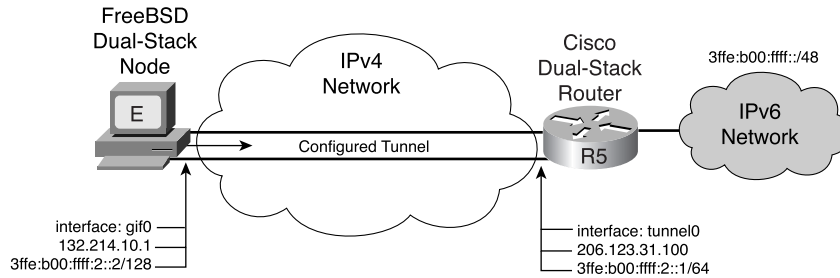 FreeBSD
Dual-Stack
Node
E
IPv4
Network
Configured Tunnel
Cisco
Dual-Stack
Router
R5
3ffe:b00:ffff::/48
IPv6
Network
interface: gif0
132.214.10.1
3ffe:b00:ffff:2::2/128
interface: tunnel0
206.123.31.100
3ffe:b00:ffff:2::1/64